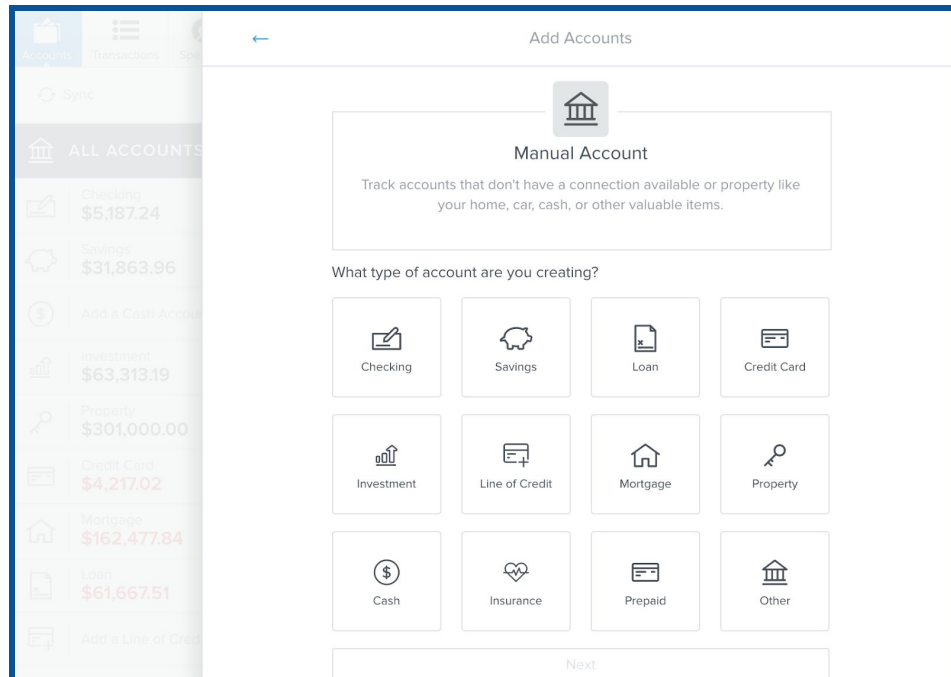 Add Accounts
Accounts
Transactions
Sync
ALL ACCOUNTS
Checking
$5,187.24
Savings
$31,863.96
Add a Cash
Investment
$63,313.19
Property
$301,000.00
Credit Card
$4,217.02
Mortgage
$162,477.84
Loan
$61,667.51
Add a Line of
Manual Account
Track accounts that don't have a connection available or property like
your home, car, cash, or other valuable items.
What type of account are you creating?
Checking
Savings
Loan
Credit Card
Investment
Line of Credit
Mortgage
Property
Cash
Insurance
Prepaid
Other
Next